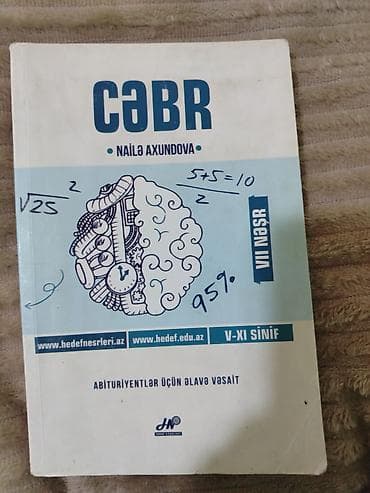 CƏBR
• NAİLƏ AXUNDOVA •
√25 2
5+5=10
2
95%
VII NƏŞR
www.hedefnesrleri.az
www.hedef.edu.az
V-XI SİNİF
ABİTURİYENTLƏR ÜÇÜN ƏLAVƏ VƏSAİT
HN